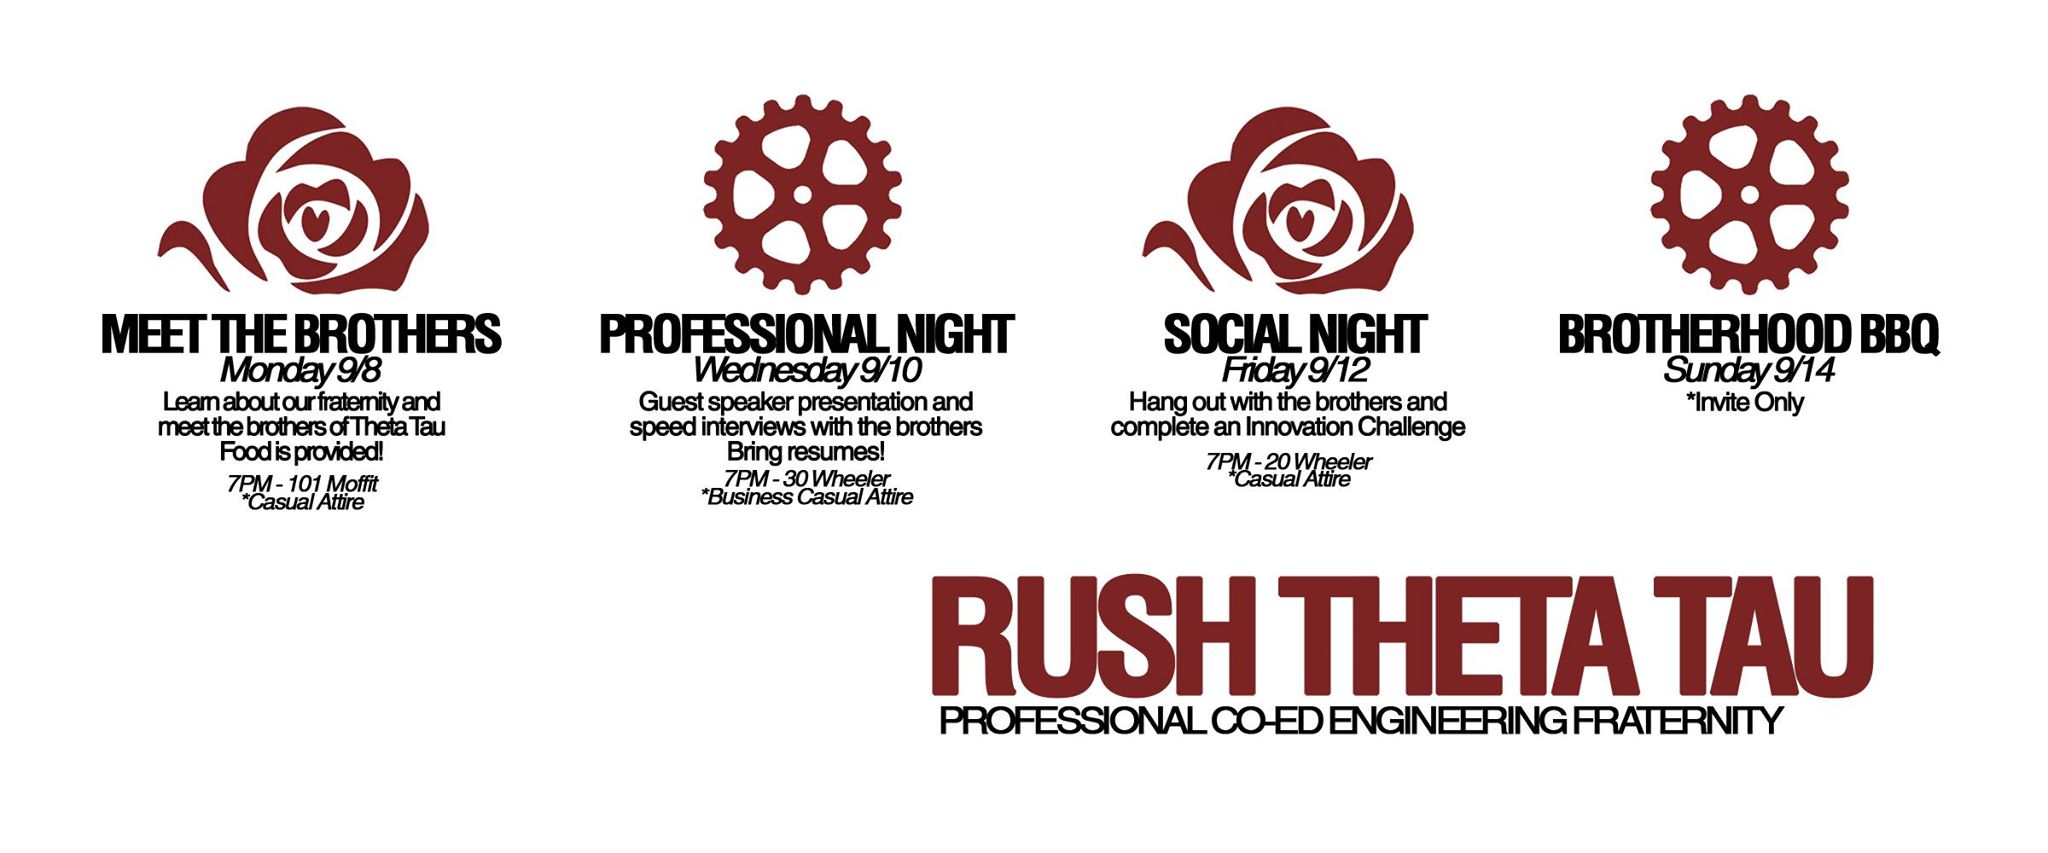 MEET THE BROTHERS
Monday 9/8
Learn about our fraternity and
meet the brothers of Theta Tau
Food is provided!
7PM - 101 Moffit
*Casual Attire
PROFESSIONAL NIGHT
Wednesday 9/10
Guest speaker presentation and
speed interviews with the brothers
Bring resumes!
7PM - 30 Wheeler
*Business Casual Attire
SOCIAL NIGHT
Friday 9/12
Hang out with the brothers and
complete an Innovation Challenge
7PM - 20 Wheeler
*Casual Attire
BROTHERHOOD BBQ
Sunday 9/14
*Invite Only
RUSH THETA TAU
PROFESSIONAL CO-ED ENGINEERING FRATERNITY